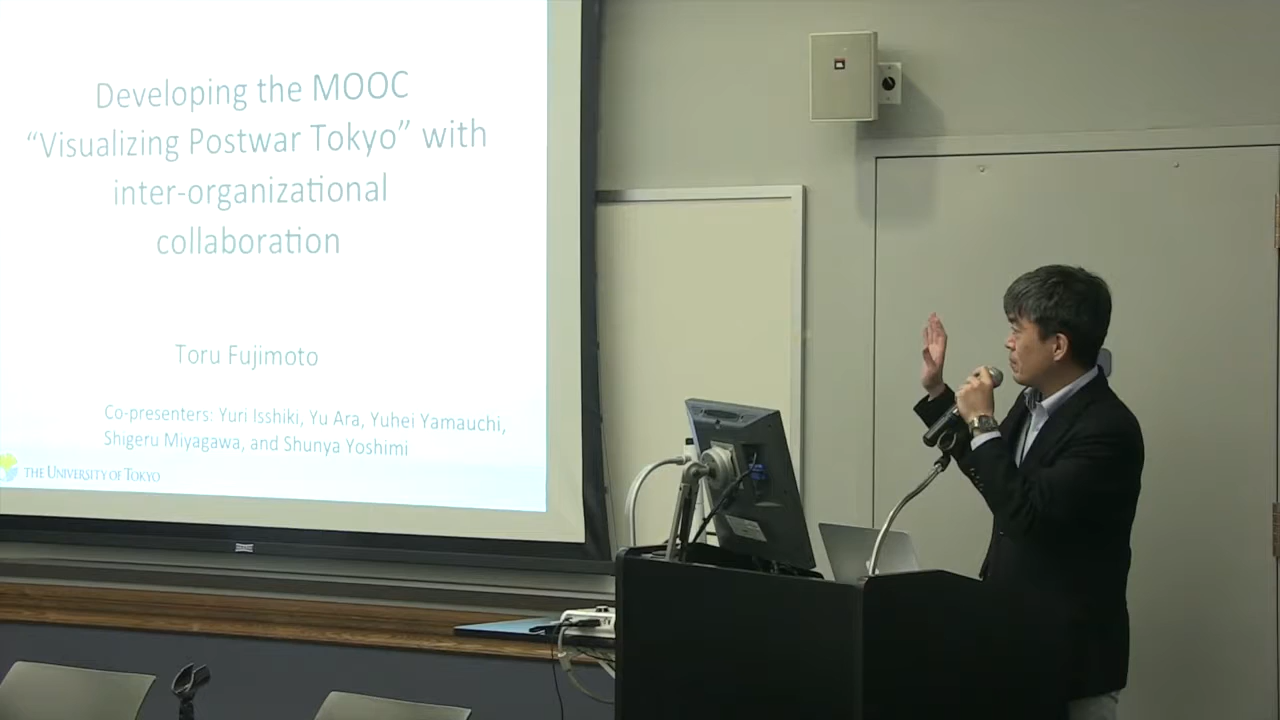 Developing the MOOC
“Visualizing Postwar Tokyo” with
inter-organizational
collaboration
Toru Fujimoto
Co-presenters: Yuri Isshiki, Yu Ara, Yuhei Yamauchi,
Shigeru Miyagawa, and Shunya Yoshimi
THE UNIVERSITY OF TOKYO